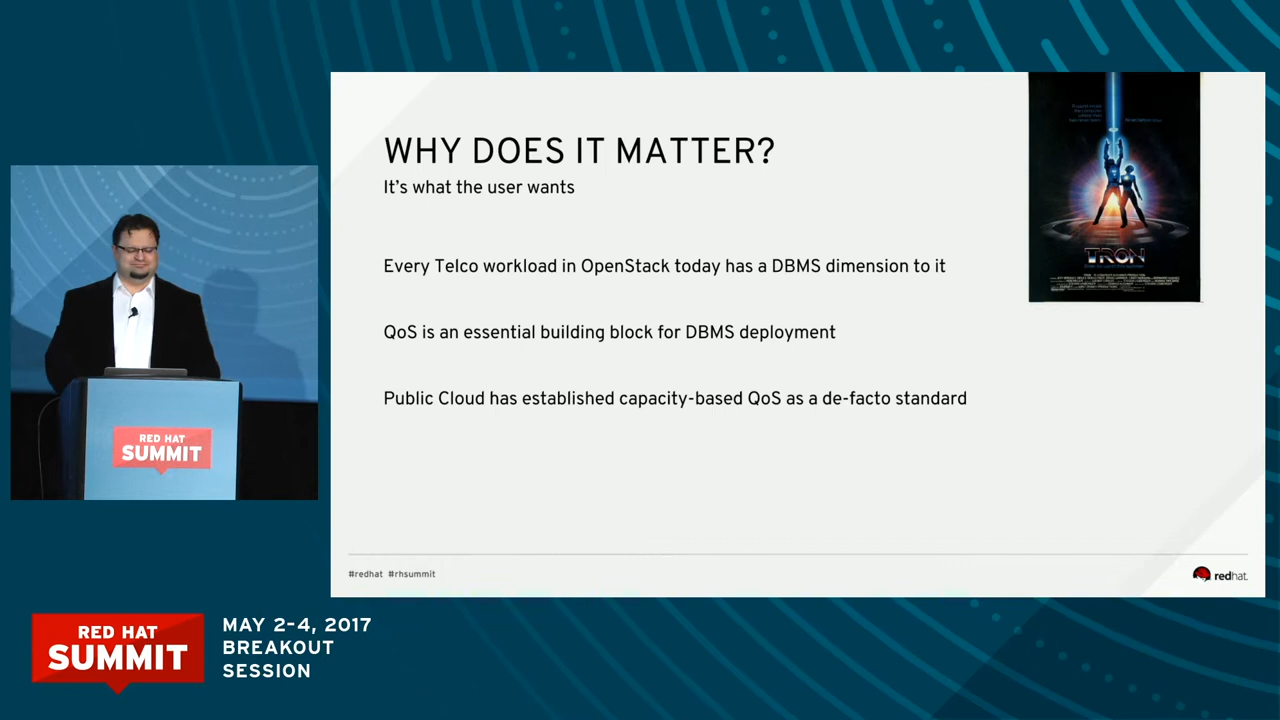 WHY DOES IT MATTER?
It's what the user wants
Every Telco workload in OpenStack today has a DBMS dimension to it
QoS is an essential building block for DBMS deployment
Public Cloud has established capacity-based QoS as a de-facto standard
TRON
#redhat #rhsummit
redhat.
RED HAT
SUMMIT
RED HAT
SUMMIT
MAY 2-4, 2017
BREAKOUT
SESSION